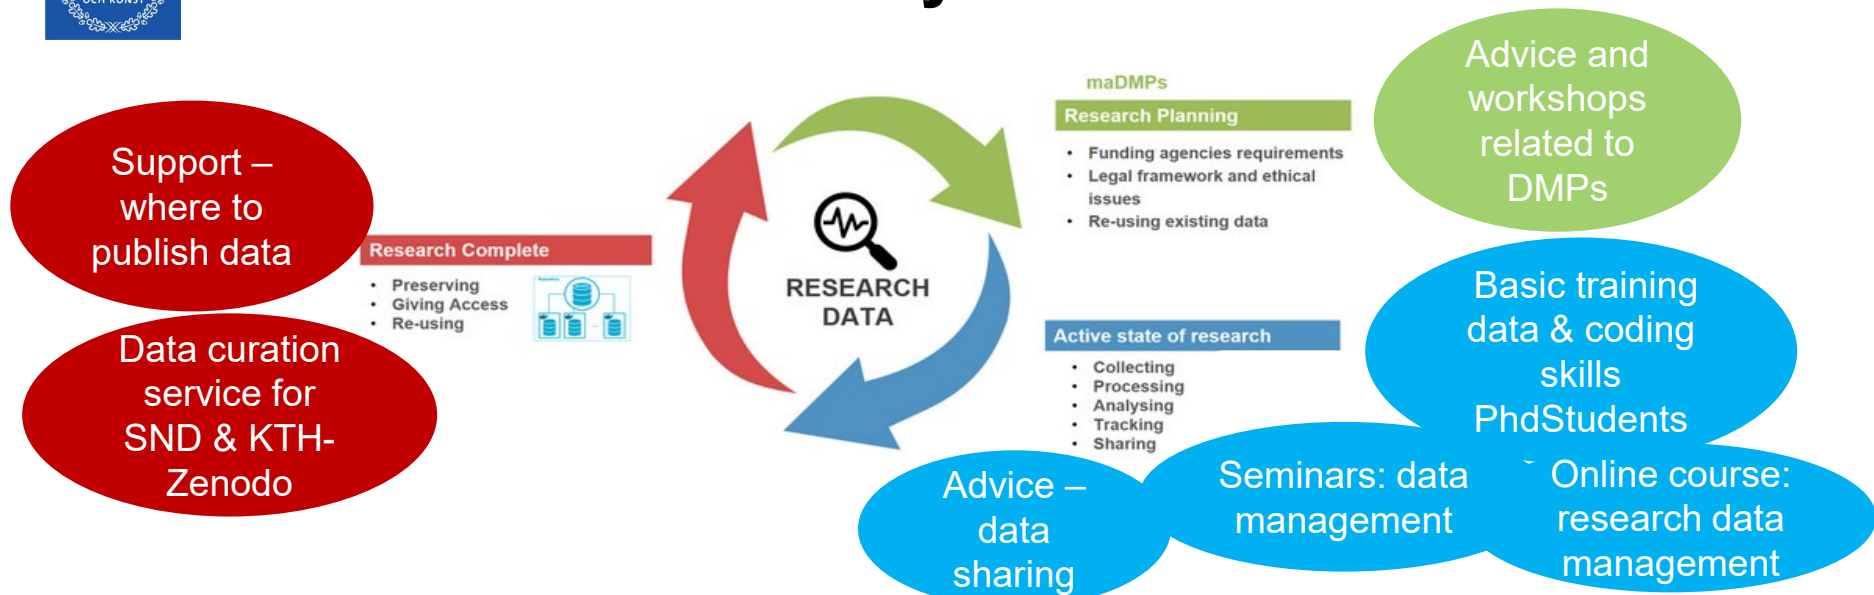 OCH KONST
Support –
where to
publish data
Data curation
service for
SND & KTH-
Zenodo
Research Complete
• Preserving
• Giving Access
• Re-using
RESEARCH
DATA
maDMPs
Research Planning
• Funding agencies requirements
• Legal framework and ethical
issues
• Re-using existing data
Active state of research
• Collecting
• Processing
• Analysing
• Tracking
• Sharing
Advice and
workshops
related to
DMPs
Basic training
data & coding
skills
PhdStudents
Advice –
data
sharing
Seminars: data
management
Online course:
research data
management